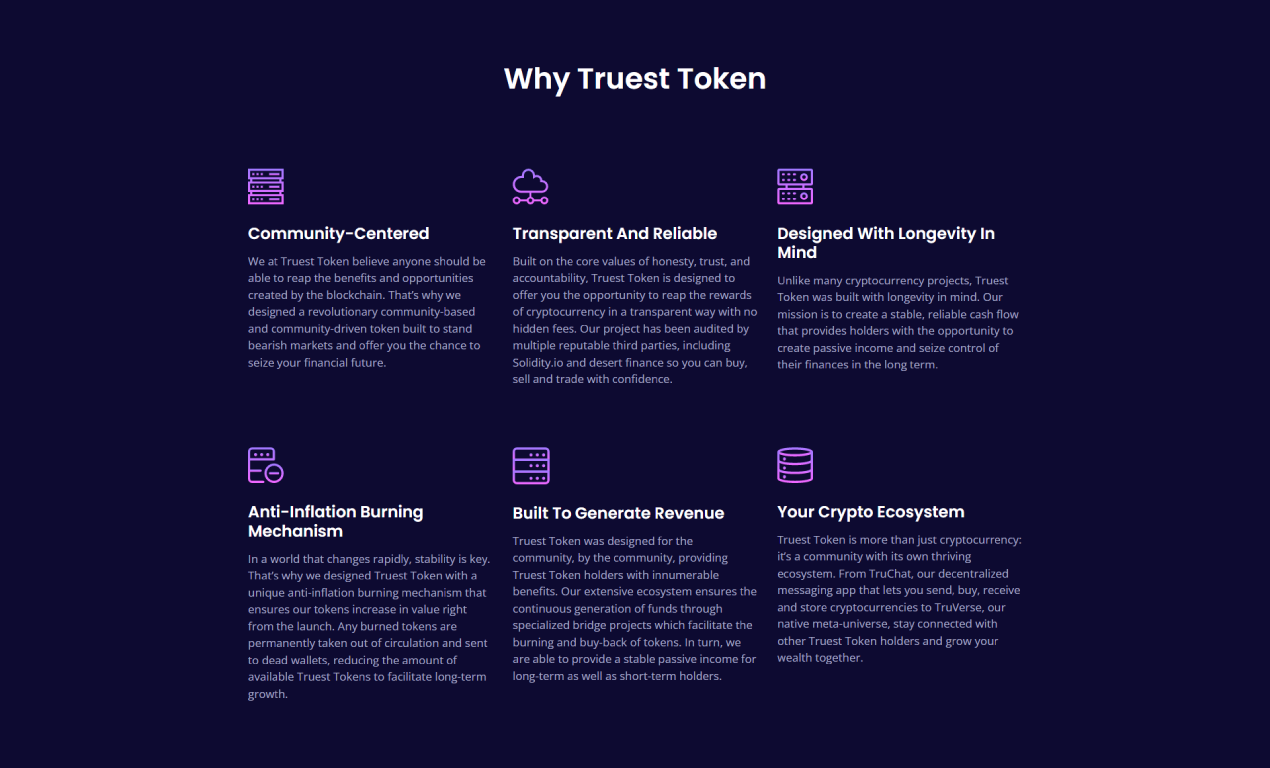 Why Truest Token
Community-Centered
We at Truest Token believe anyone should be
able to reap the benefits and opportunities
created by the blockchain. That's why we
designed a revolutionary community-based
and community-driven token built to stand
bearish markets and offer you the chance to
seize your financial future.
Transparent And Reliable
Built on the core values of honesty, trust, and
accountability, Truest Token is designed to
offer you the opportunity to reap the rewards
of cryptocurrency in a transparent way with no
hidden fees. Our project has been audited by
multiple reputable third parties, including
Solidity.io and desert finance so you can buy,
sell and trade with confidence.
Designed With Longevity In
Mind
Unlike many cryptocurrency projects, Truest
Token was built with longevity in mind. Our
mission is to create a stable, reliable cash flow
that provides holders with the opportunity to
create passive income and seize control of
their finances in the long term.
Anti-Inflation Burning
Mechanism
In a world that changes rapidly, stability is key.
That's why we designed Truest Token with a
unique anti-inflation burning mechanism that
ensures our tokens increase in value right
from the launch. Any burned tokens are
permanently taken out of circulation and sent
to dead wallets, reducing the amount of
available Truest Tokens to facilitate long-term
growth.
Built To Generate Revenue
Truest Token was designed for the
community, by the community, providing
Truest Token holders with innumerable
benefits. Our extensive ecosystem ensures the
continuous generation of funds through
specialized bridge projects which facilitate the
burning and buy-back of tokens. In turn, we
are able to provide a stable passive income for
long-term as well as short-term holders.
Your Crypto Ecosystem
Truest Token is more than just cryptocurrency:
it's a community with its own thriving
ecosystem. From TruChat, our decentralized
messaging app that lets you send, buy, receive
and store cryptocurrencies to TruVerse, our
native meta-universe, stay connected with
other Truest Token holders and grow your
wealth together.